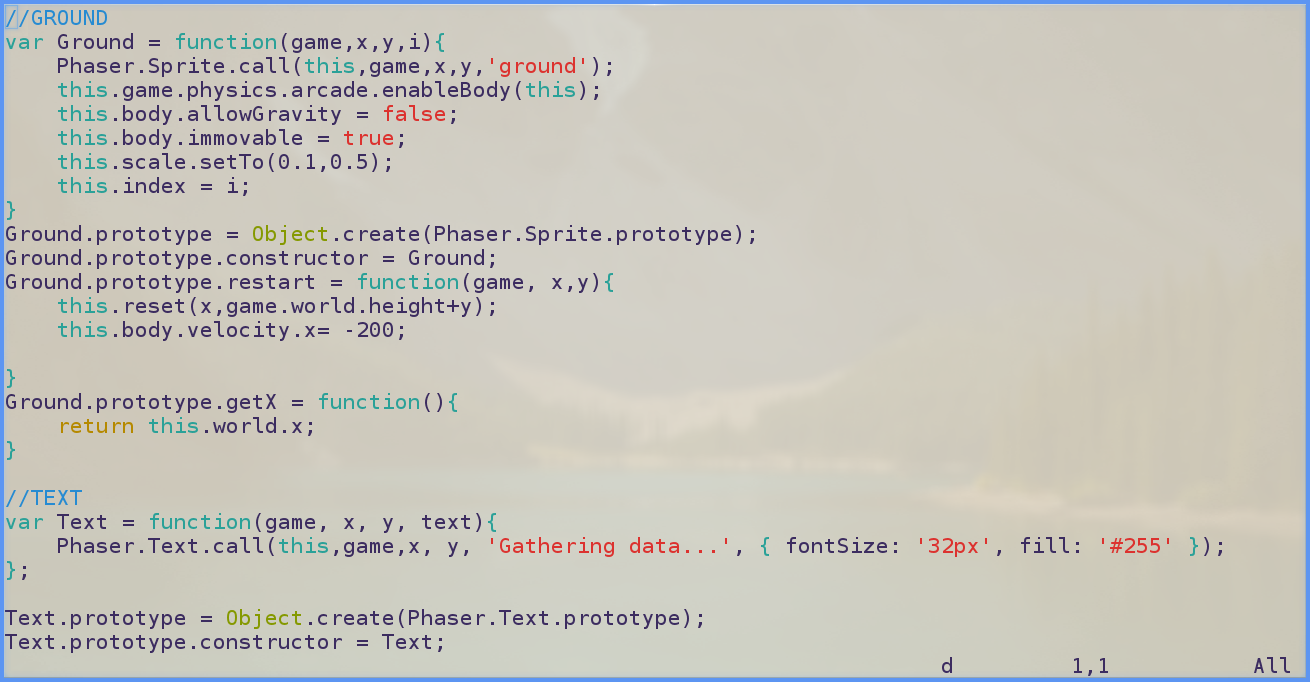 //GROUND
var Ground = function(game,x,y,i){
    Phaser.Sprite.call(this,game,x,y,'ground');
    this.game.physics.arcade.enableBody(this);
    this.body.allowGravity = false;
    this.body.immovable = true;
    this.scale.setTo(0.1,0.5);
    this.index = i;
}
Ground.prototype = Object.create(Phaser.Sprite.prototype);
Ground.prototype.constructor = Ground;
Ground.prototype.restart = function(game, x,y){
    this.reset(x,game.world.height+y);
    this.body.velocity.x= -200;

}
Ground.prototype.getX = function(){
    return this.world.x;
}

//TEXT
var Text = function(game, x, y, text){
    Phaser.Text.call(this,game,x, y, 'Gathering data...', { fontSize: '32px', fill: '#255' });
};

Text.prototype = Object.create(Phaser.Text.prototype);
Text.prototype.constructor = Text;
d 1,1 All